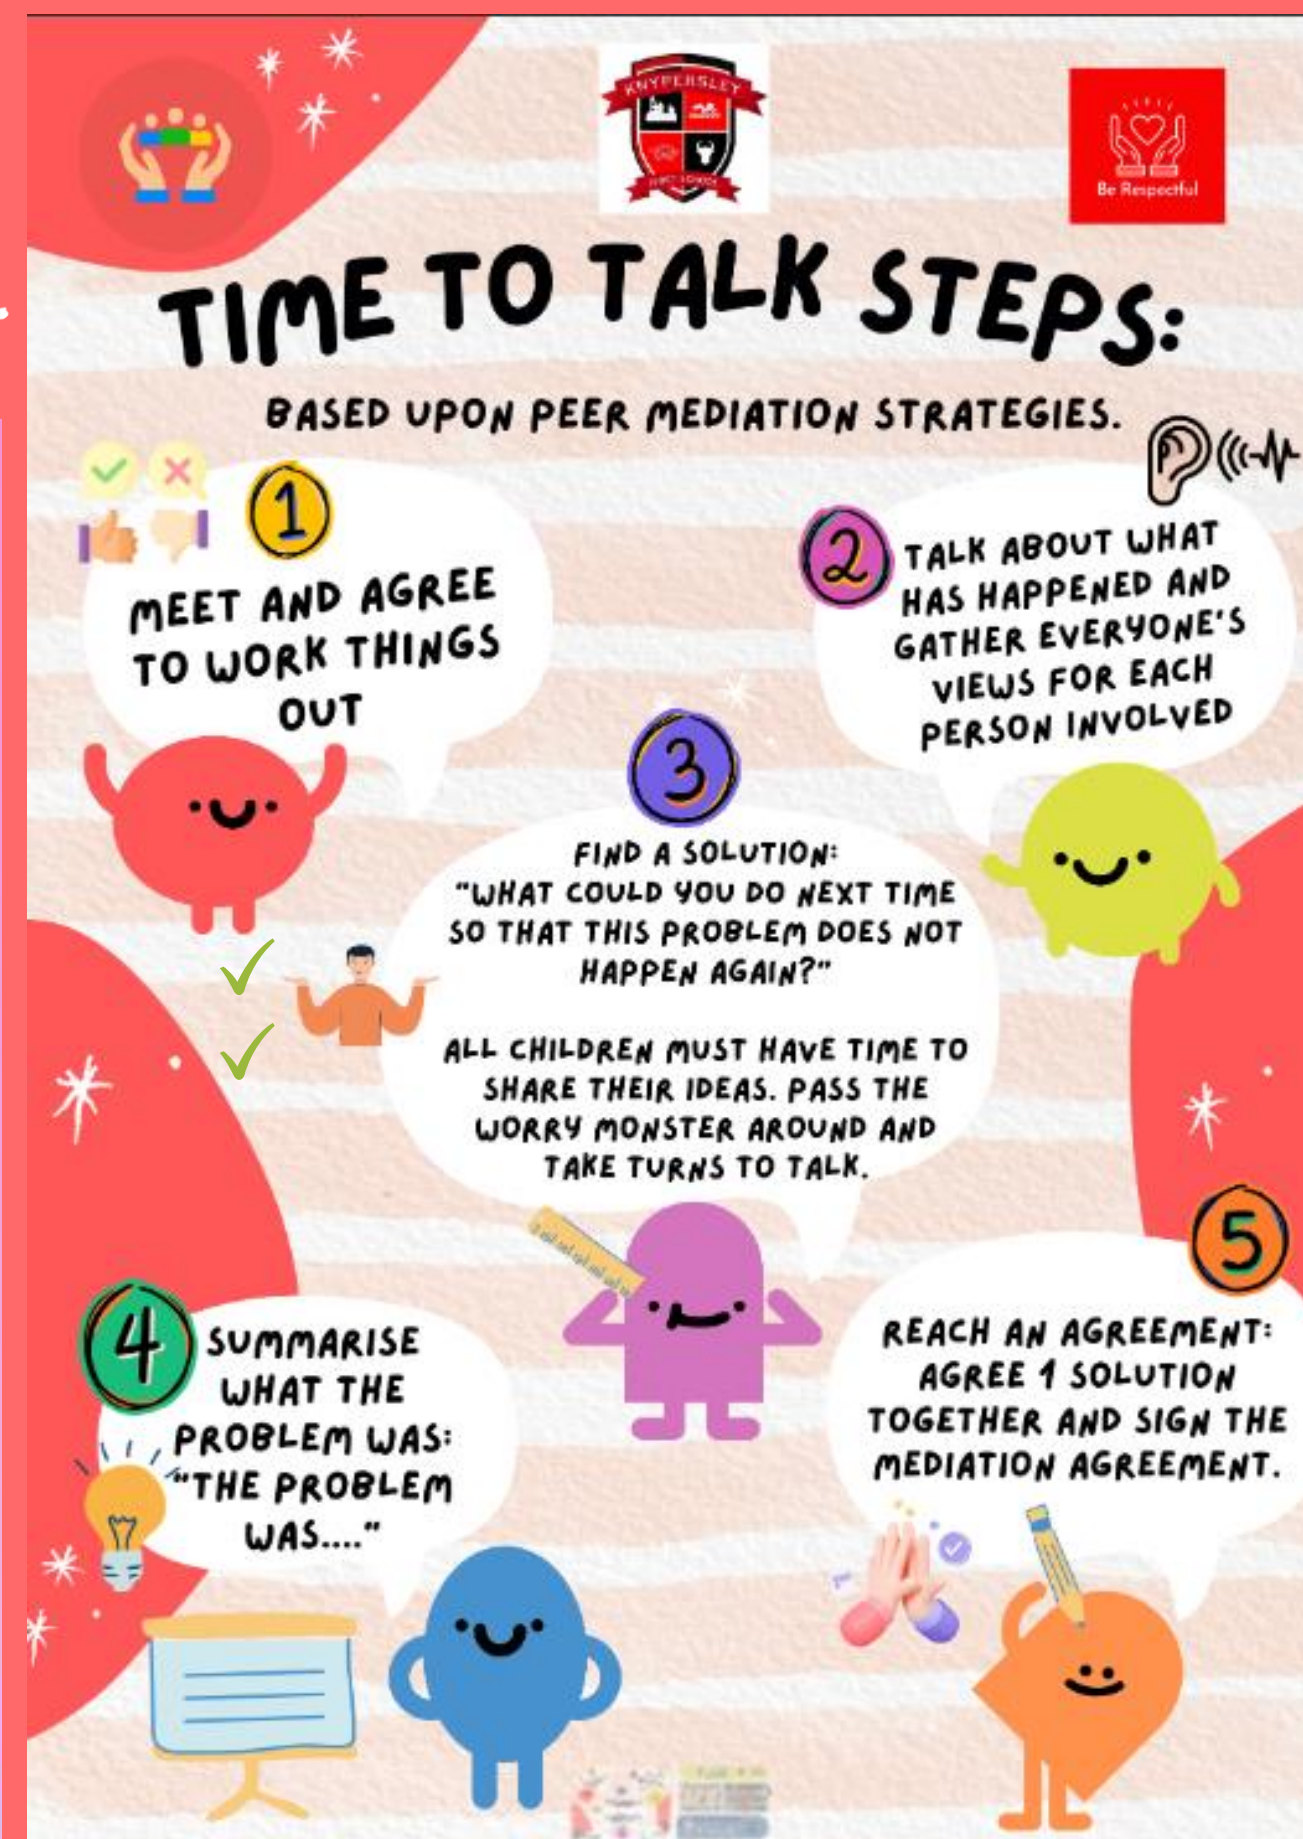 KNYPERSLEY
FIRST SCHOOL
Be Respectful
TIME TO TALK STEPS:
BASED UPON PEER MEDIATION STRATEGIES.
1
MEET AND AGREE
TO WORK THINGS
OUT
2
TALK ABOUT WHAT
HAS HAPPENED AND
GATHER EVERYONE'S
VIEWS FOR EACH
PERSON INVOLVED
3
FIND A SOLUTION:
"WHAT COULD YOU DO NEXT TIME
SO THAT THIS PROBLEM DOES NOT
HAPPEN AGAIN?"
ALL CHILDREN MUST HAVE TIME TO
SHARE THEIR IDEAS. PASS THE
WORRY MONSTER AROUND AND
TAKE TURNS TO TALK.
4
SUMMARISE
WHAT THE
PROBLEM WAS:
"THE PROBLEM
WAS...."
5
REACH AN AGREEMENT:
AGREE 1 SOLUTION
TOGETHER AND SIGN THE
MEDIATION AGREEMENT.